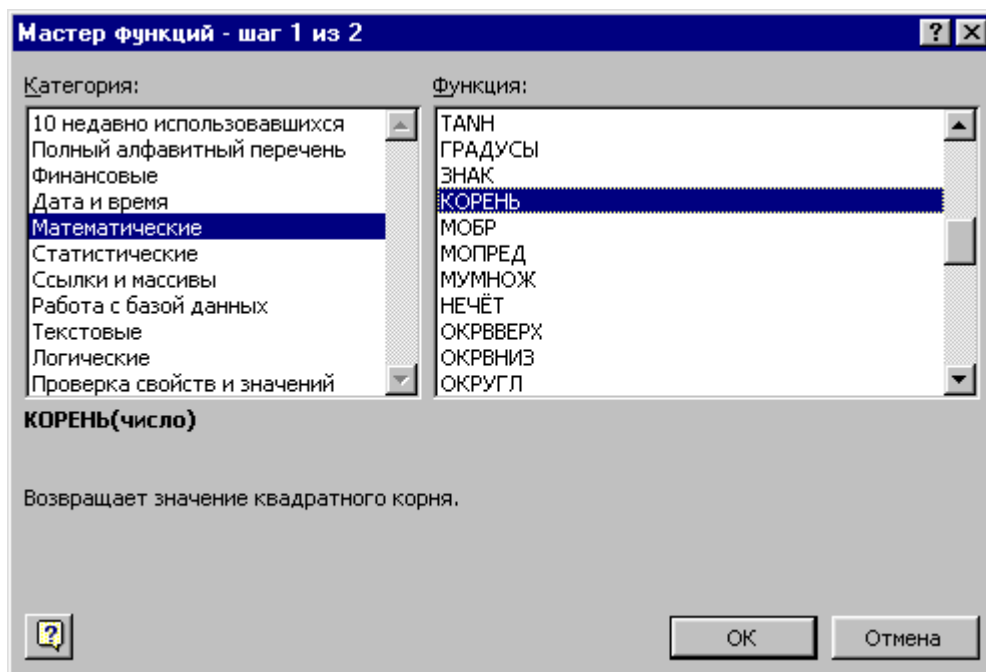 Мастер функций - шаг 1 из 2
Категория:
10 недавно использовавшихся
Полный алфавитный перечень
Финансовые
Дата и время
Математические
Статистические
Ссылки и массивы
Работа с базой данных
Текстовые
Логические
Проверка свойств и значений
Функция:
TANH
ГРАДУСЫ
ЗНАК
КОРЕНЬ
МОБР
МОПРЕД
МУМНОЖ
НЕЧЁТ
ОКРВВЕРХ
ОКРВНИЗ
ОКРУГЛ
КОРЕНЬ(число)
Возвращает значение квадратного корня.
ОК
Отмена